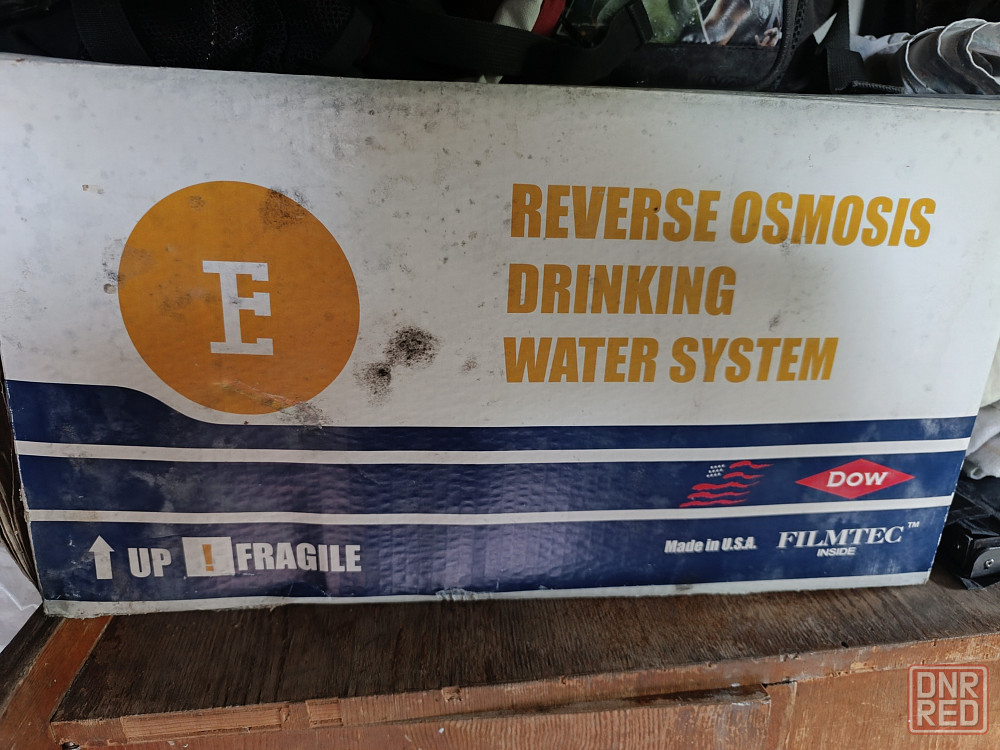 E
REVERSE OSMOSIS
DRINKING
WATER SYSTEM
DOW
UP ! FRAGILE
Made in U.S.A.
FILMTEC™
INSIDE
DNR
RED